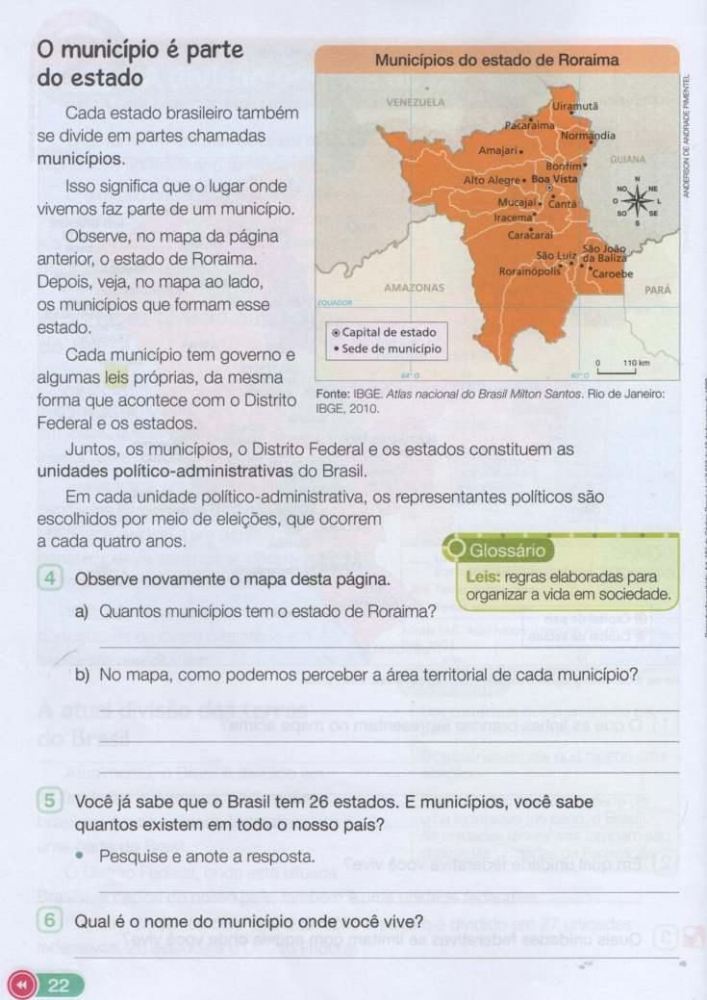 O município é parte
do estado
Cada estado brasileiro também
se divide em partes chamadas
municípios.
Isso significa que o lugar onde
vivemos faz parte de um município.
Observe, no mapa da página
anterior, o estado de Roraima.
Depois, veja, no mapa ao lado,
os municípios que formam esse
estado.
Cada município tem governo e
algumas leis próprias, da mesma
forma que acontece com o Distrito
Federal e os estados.
Municípios do estado de Roraima
VENEZUELA
Uiramutã
Pacaraima
Normandia
Amajari
GUIANA
Bonfim
Alto Alegre
Boa Vista
N
NO
NE
O
L
SO
SE
S
Mucajaí
Cantá
Iracema
Caracaraí
São João
da Baliza
São Luiz
Rorainópolis
Caroebe
AMAZONAS
PARÁ
EQUADOR
Capital de estado
Sede de município
0 110 km
64° O
60° O
ANDERSON DE ANDRADE PIMENTEL
Fonte: IBGE. Atlas nacional do Brasil Milton Santos. Rio de Janeiro:
IBGE, 2010.
Juntos, os municípios, o Distrito Federal e os estados constituem as
unidades político-administrativas do Brasil.
Em cada unidade político-administrativa, os representantes políticos são
escolhidos por meio de eleições, que ocorrem
a cada quatro anos.
Glossário
Leis: regras elaboradas para
organizar a vida em sociedade.
4 Observe novamente o mapa desta página.
a) Quantos municípios tem o estado de Roraima?
b) No mapa, como podemos perceber a área territorial de cada município?
5 Você já sabe que o Brasil tem 26 estados. E municípios, você sabe
quantos existem em todo o nosso país?
• Pesquise e anote a resposta.
6 Qual é o nome do município onde você vive?
22